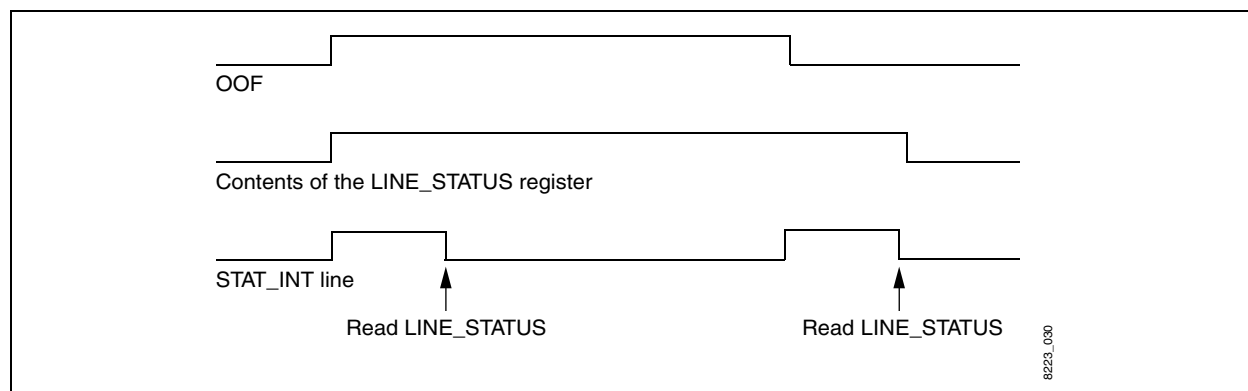 OOF
Contents of the LINE_STATUS register
STAT_INT line
Read LINE_STATUS
Read LINE_STATUS
8223_030